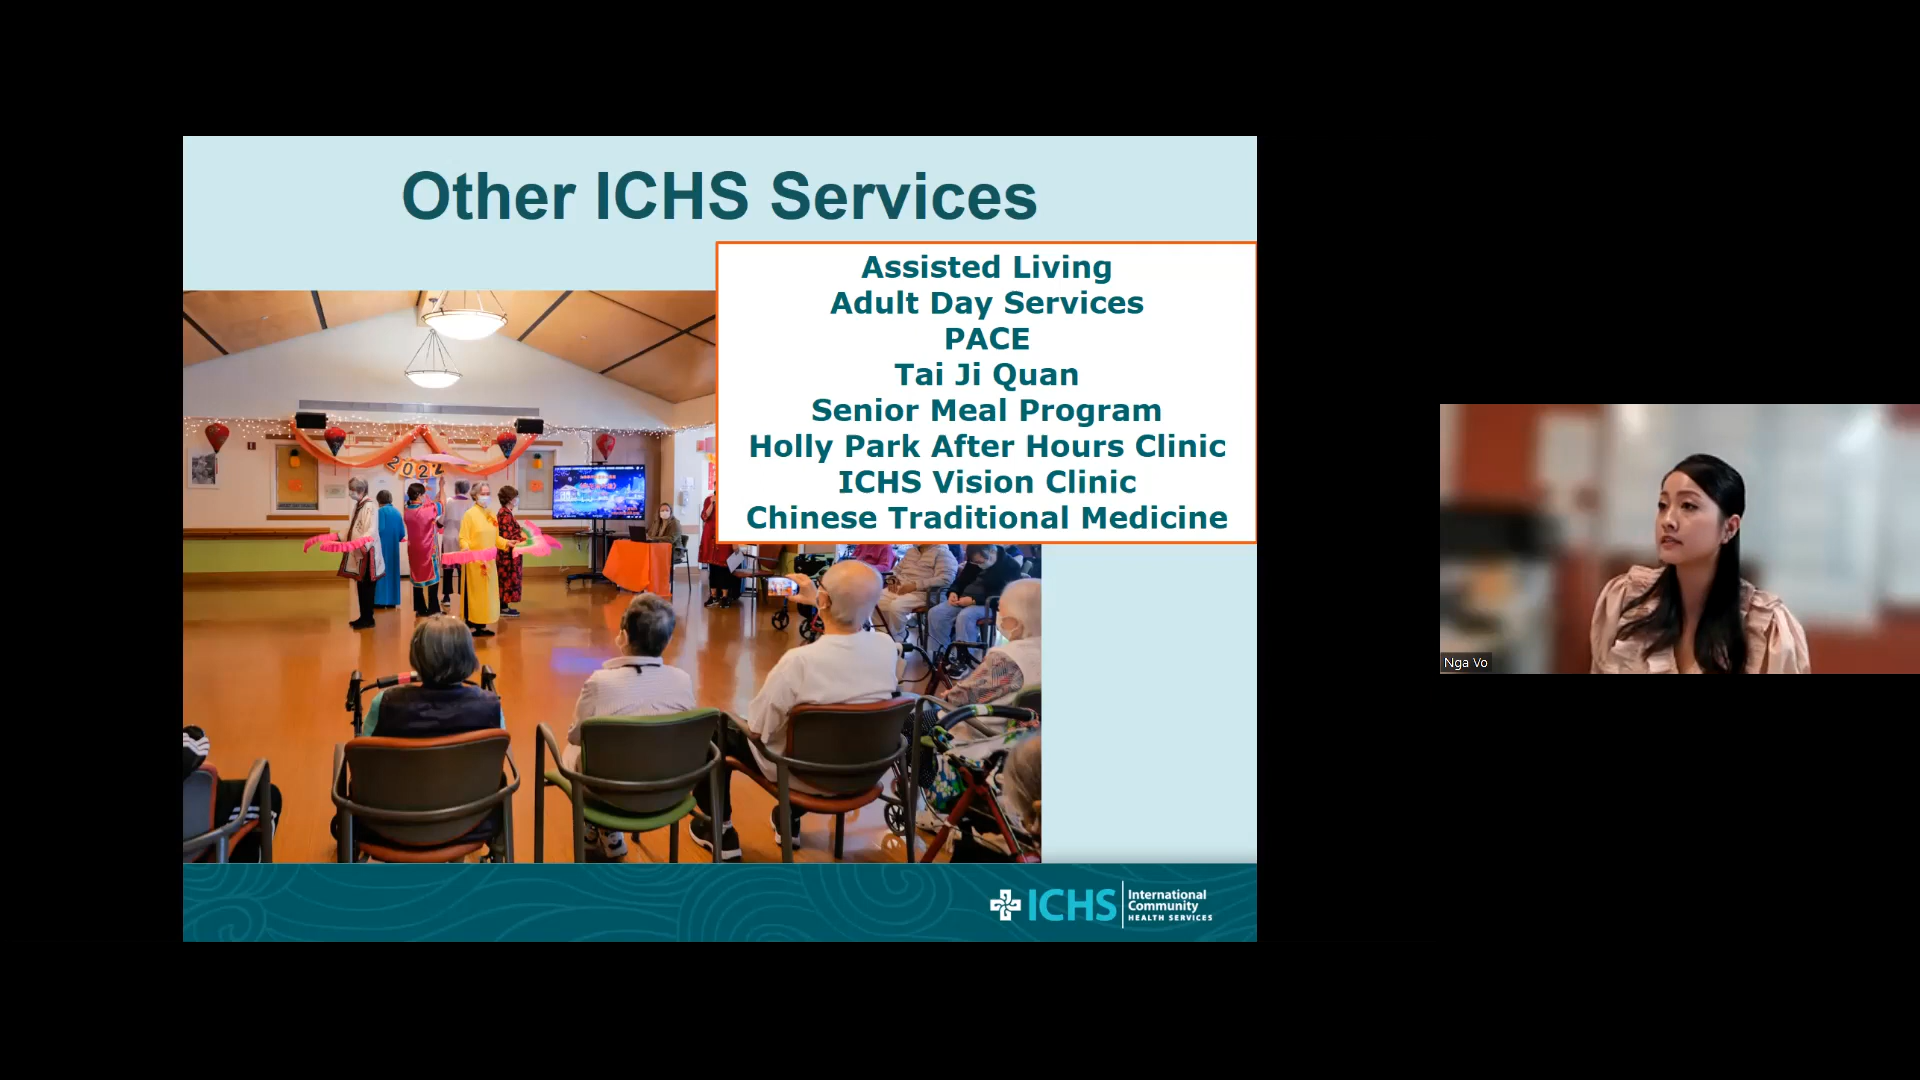 Other ICHS Services
Assisted Living
Adult Day Services
PACE
Tai Ji Quan
Senior Meal Program
Holly Park After Hours Clinic
ICHS Vision Clinic
Chinese Traditional Medicine
2022
ICHS
International
Community
HEALTH SERVICES
Nga Vo